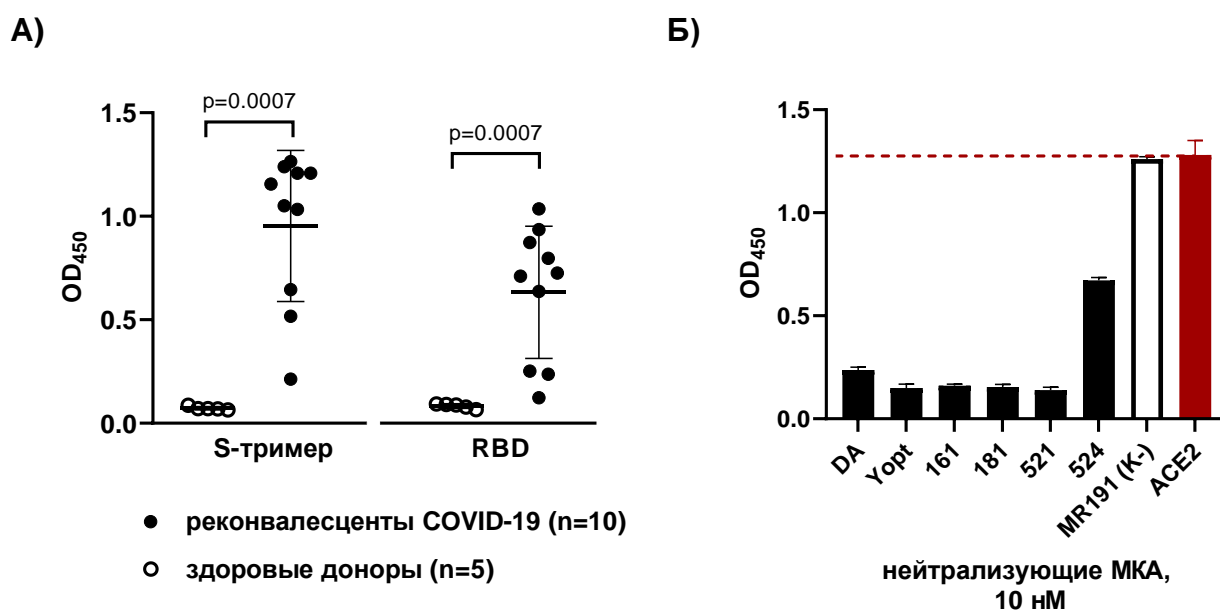 А)
p=0.0007
p=0.0007
1.5
1.0
0.5
0.0
OD450
S-тример
RBD
реконвалесценты COVID-19 (n=10)
здоровые доноры (n=5)
Б)
1.5
1.0
0.5
0.0
OD450
DA
Yopt
161
181
521
524
MR191 (K-)
ACE2
нейтрализующие МКА,
10 нМ